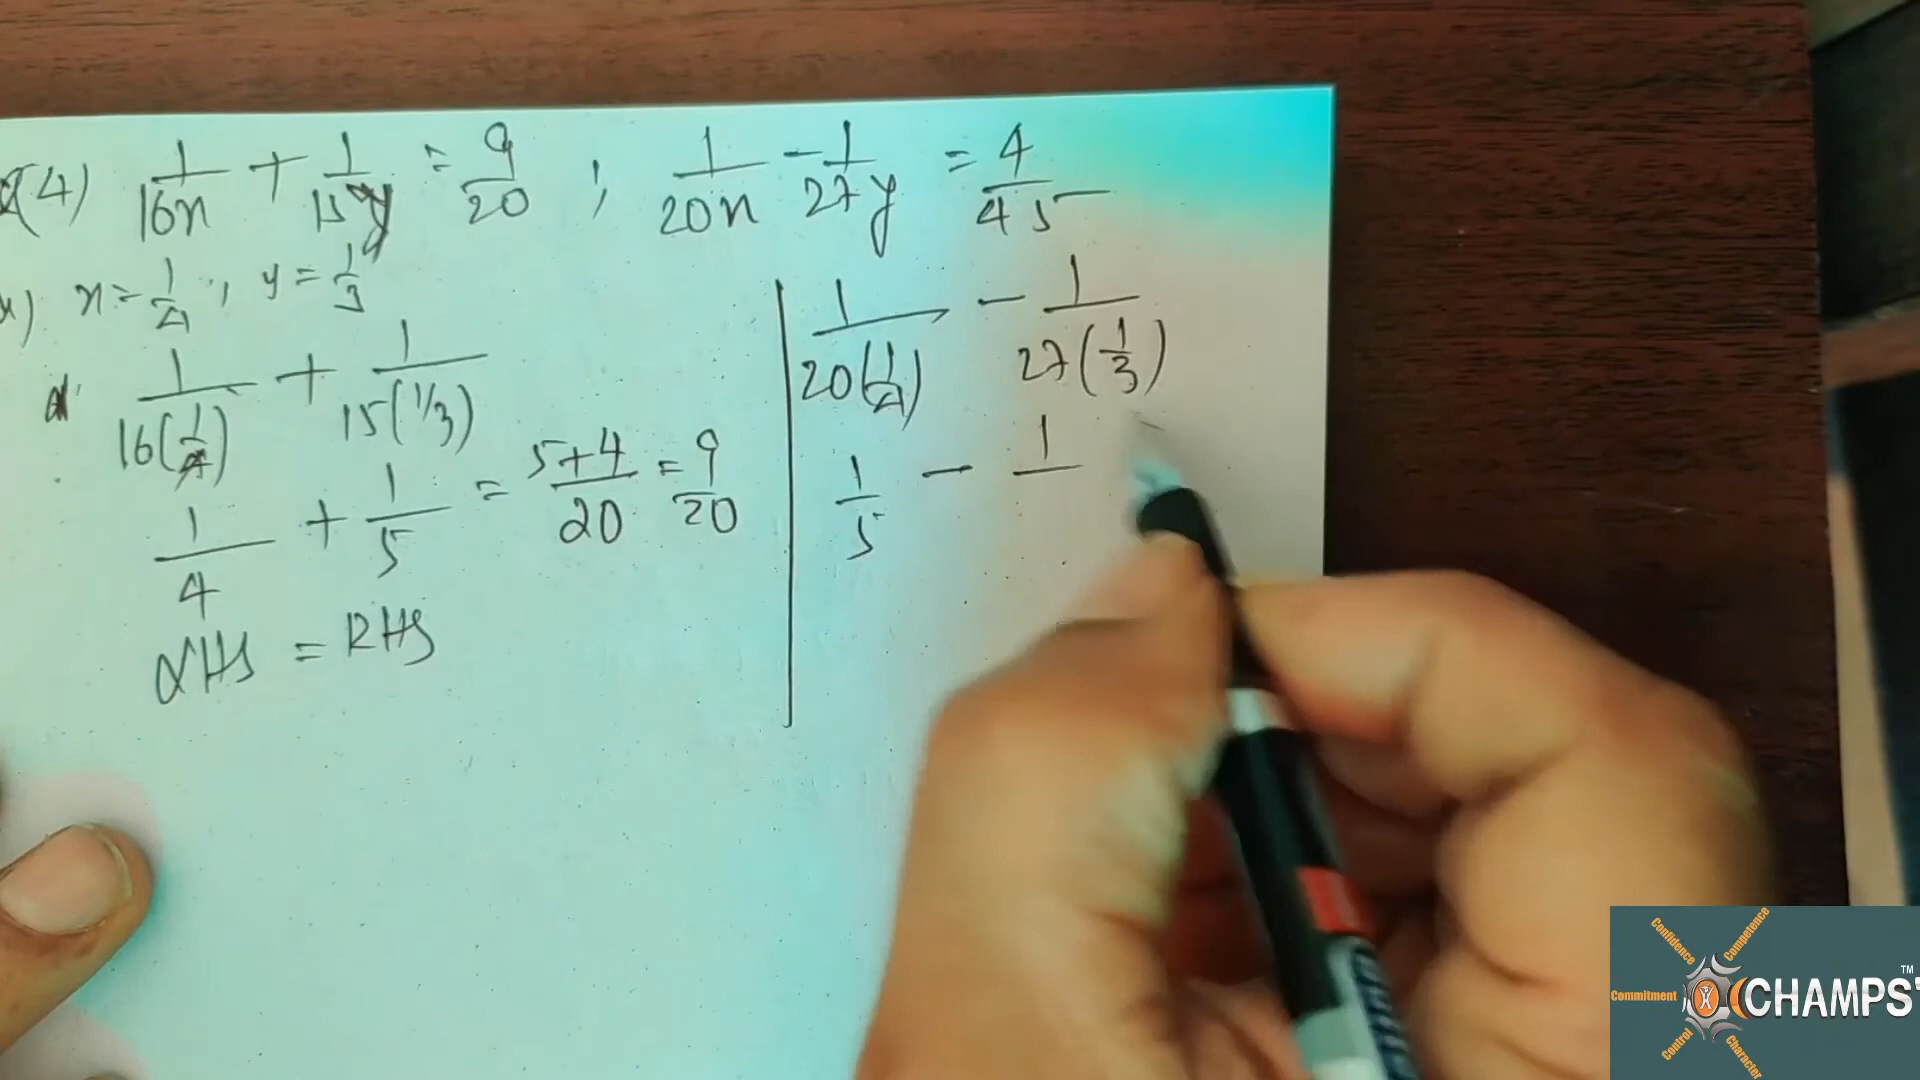 (4) 1/16x + 1/15y = 9/20 ; 1/20x - 1/27y = 4/45
x = 1/4 , y = 1/3
1/16(1/4) + 1/15(1/3)
1/4 + 1/5 = 5+4/20 = 9/20
LHS = RHS
1/20(1/4) - 1/27(1/3)
1/5 - 1/
Confidence
Competence
Commitment
CHAMPS™
Control
Character